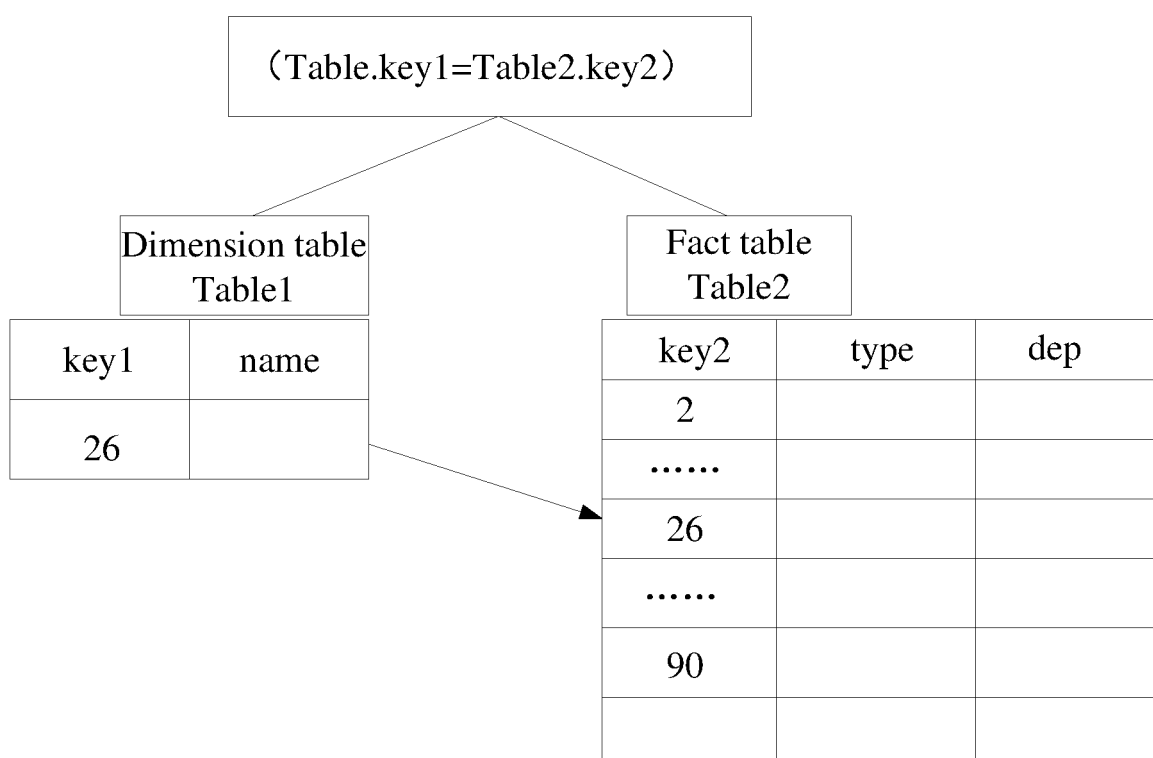 （Table.key1=Table2.key2）
Dimension table
Table1
Fact table
Table2
key1 name
26
key2 type dep
2
……
26
……
90